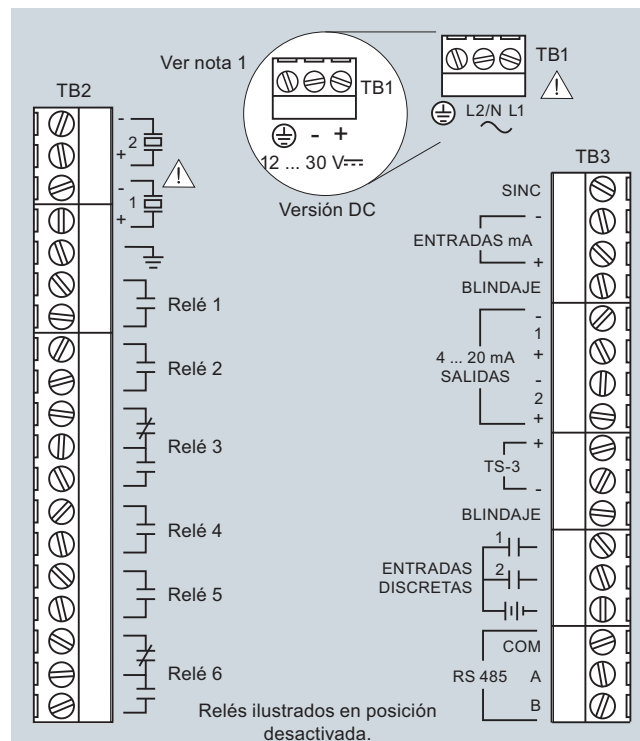 Ver nota 1
TB1
- +
12 ... 30 V
Versión DC
TB1
L2/N L1
TB2
-
2
+
-
1
+
Relé 1
Relé 2
Relé 3
Relé 4
Relé 5
Relé 6
TB3
SINC
-
ENTRADAS mA
+
BLINDAJE
-
1
4 ... 20 mA +
SALIDAS -
2
+
+
TS-3
-
BLINDAJE
1
ENTRADAS 2
DISCRETAS
COM
RS 485 A
B
Relés ilustrados en posición
desactivada.